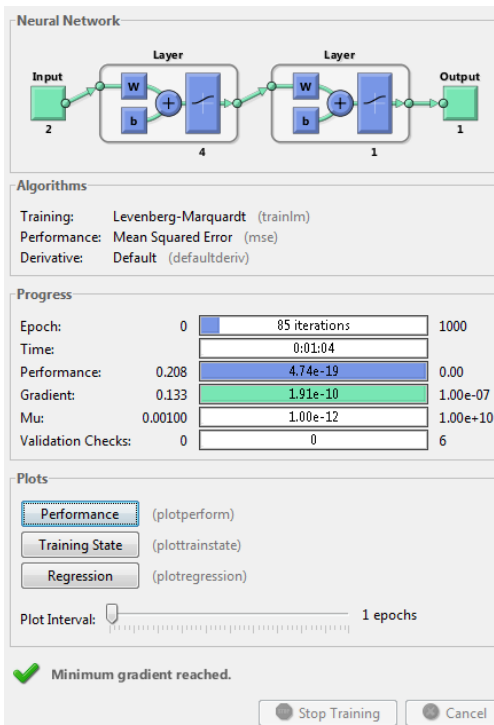 Neural Network
Layer Layer
Input Output
W W
b b
2 4 1 1
Algorithms
Training: Levenberg-Marquardt (trainlm)
Performance: Mean Squared Error (mse)
Derivative: Default (defaultderiv)
Progress
Epoch: 0 85 iterations 1000
Time: 0:01:04
Performance: 0.208 4.74e-19 0.00
Gradient: 0.133 1.91e-10 1.00e-07
Mu: 0.00100 1.00e-12 1.00e+10
Validation Checks: 0 0 6
Plots
Performance (plotperform)
Training State (plottrainstate)
Regression (plotregression)
Plot Interval: 1 epochs
Minimum gradient reached.
Stop Training Cancel